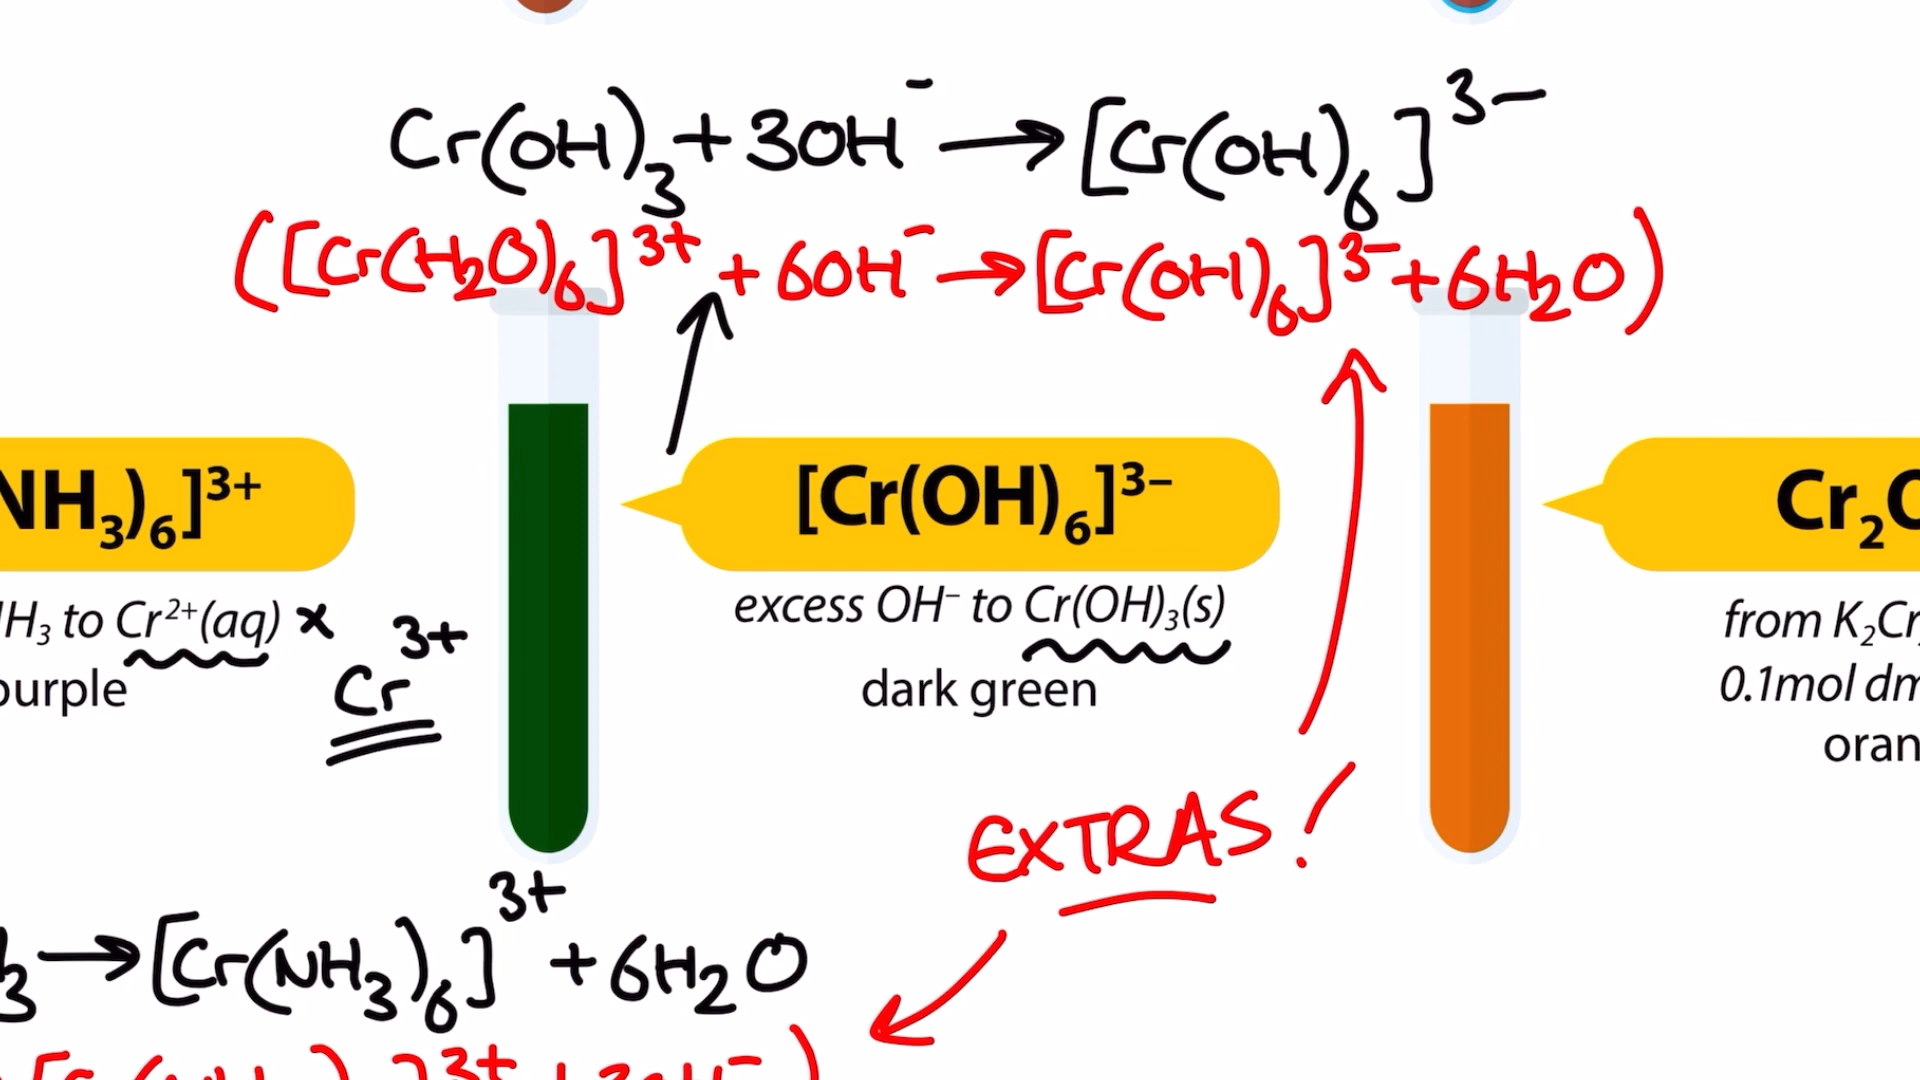 Cr(OH)₃ + 3OH⁻ → [Cr(OH)₆]³⁻
([Cr(H₂O)₆]³⁺ + 6OH⁻ → [Cr(OH)₆]³⁻ + 6H₂O)
NH₃)₆]³⁺
[Cr(OH)₆]³⁻
Cr₂O
H₃ to Cr²⁺(aq) x
Cr³⁺
purple
excess OH⁻ to Cr(OH)₃(s)
dark green
from K₂Cr₂
0.1mol dm
oran
EXTRAS!
₃ → [Cr(NH₃)₆]³⁺ + 6H₂O